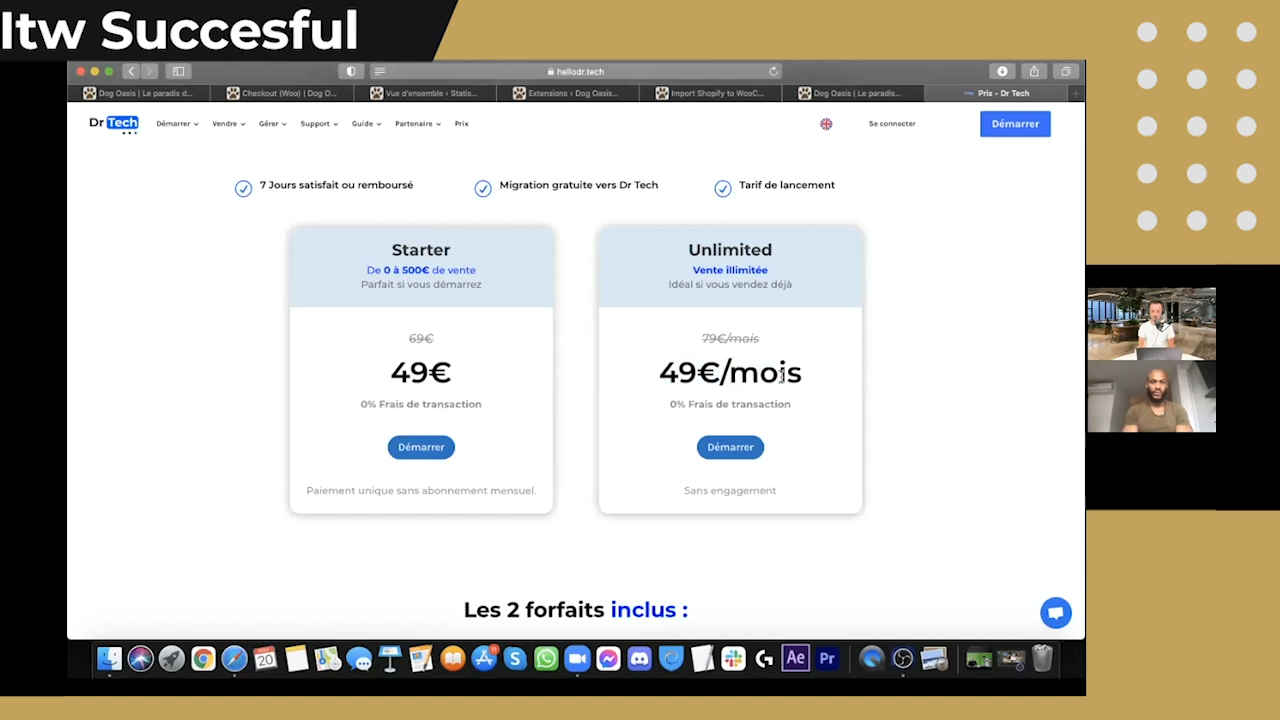 Itw Succesful
hellodr.tech
Dog Oasis | Le paradis d...
Checkout (Woo) | Dog O...
Vue d'ensemble ‹ Statis...
Extensions ‹ Dog Oasis...
Import Shopify to WooC...
Dog Oasis | Le paradis...
Prix - Dr Tech
Dr Tech
Démarrer
Vendre
Gérer
Support
Guide
Partenaire
Prix
Se connecter
Démarrer
7 Jours satisfait ou remboursé
Migration gratuite vers Dr Tech
Tarif de lancement
Starter
De 0 à 500€ de vente
Parfait si vous démarrez
69€
49€
0% Frais de transaction
Démarrer
Paiement unique sans abonnement mensuel.
Unlimited
Vente illimitée
Idéal si vous vendez déjà
79€/mois
49€/mois
0% Frais de transaction
Démarrer
Sans engagement
Les 2 forfaits inclus :
20
Ae
Pr